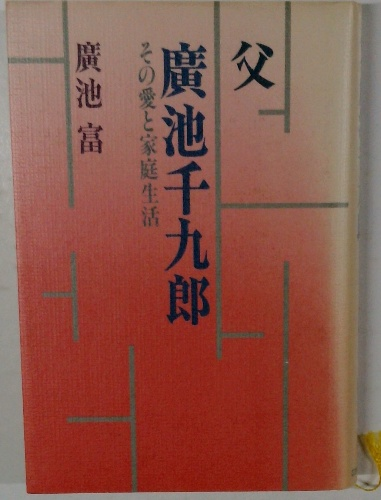 父
廣池千九郎
その愛と家庭生活
廣池富